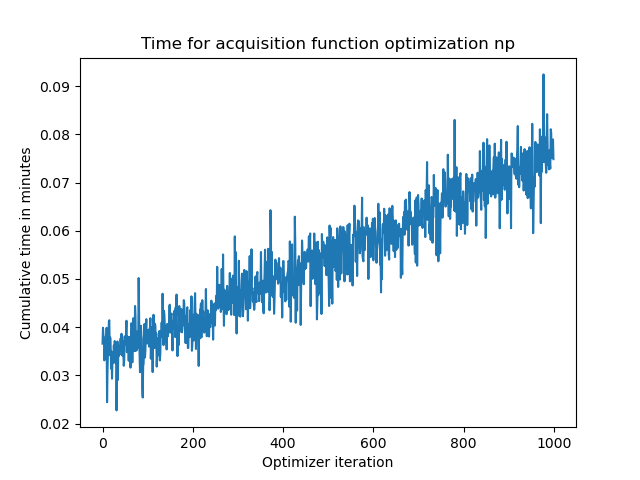 Time for acquisition function optimization np
Cumulative time in minutes
0.09
0.08
0.07
0.06
0.05
0.04
0.03
0.02
0 200 400 600 800 1000
Optimizer iteration